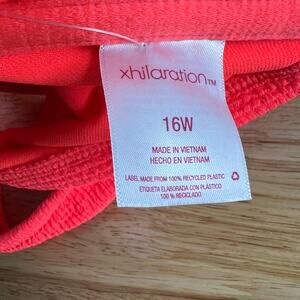 xhilaration™
16W
MADE IN VIETNAM
HECHO EN VIETNAM
LABEL MADE FROM 100% RECYCLED PLASTIC
ETIQUETA ELABORADA CON PLÁSTICO
100 % RECICLADO